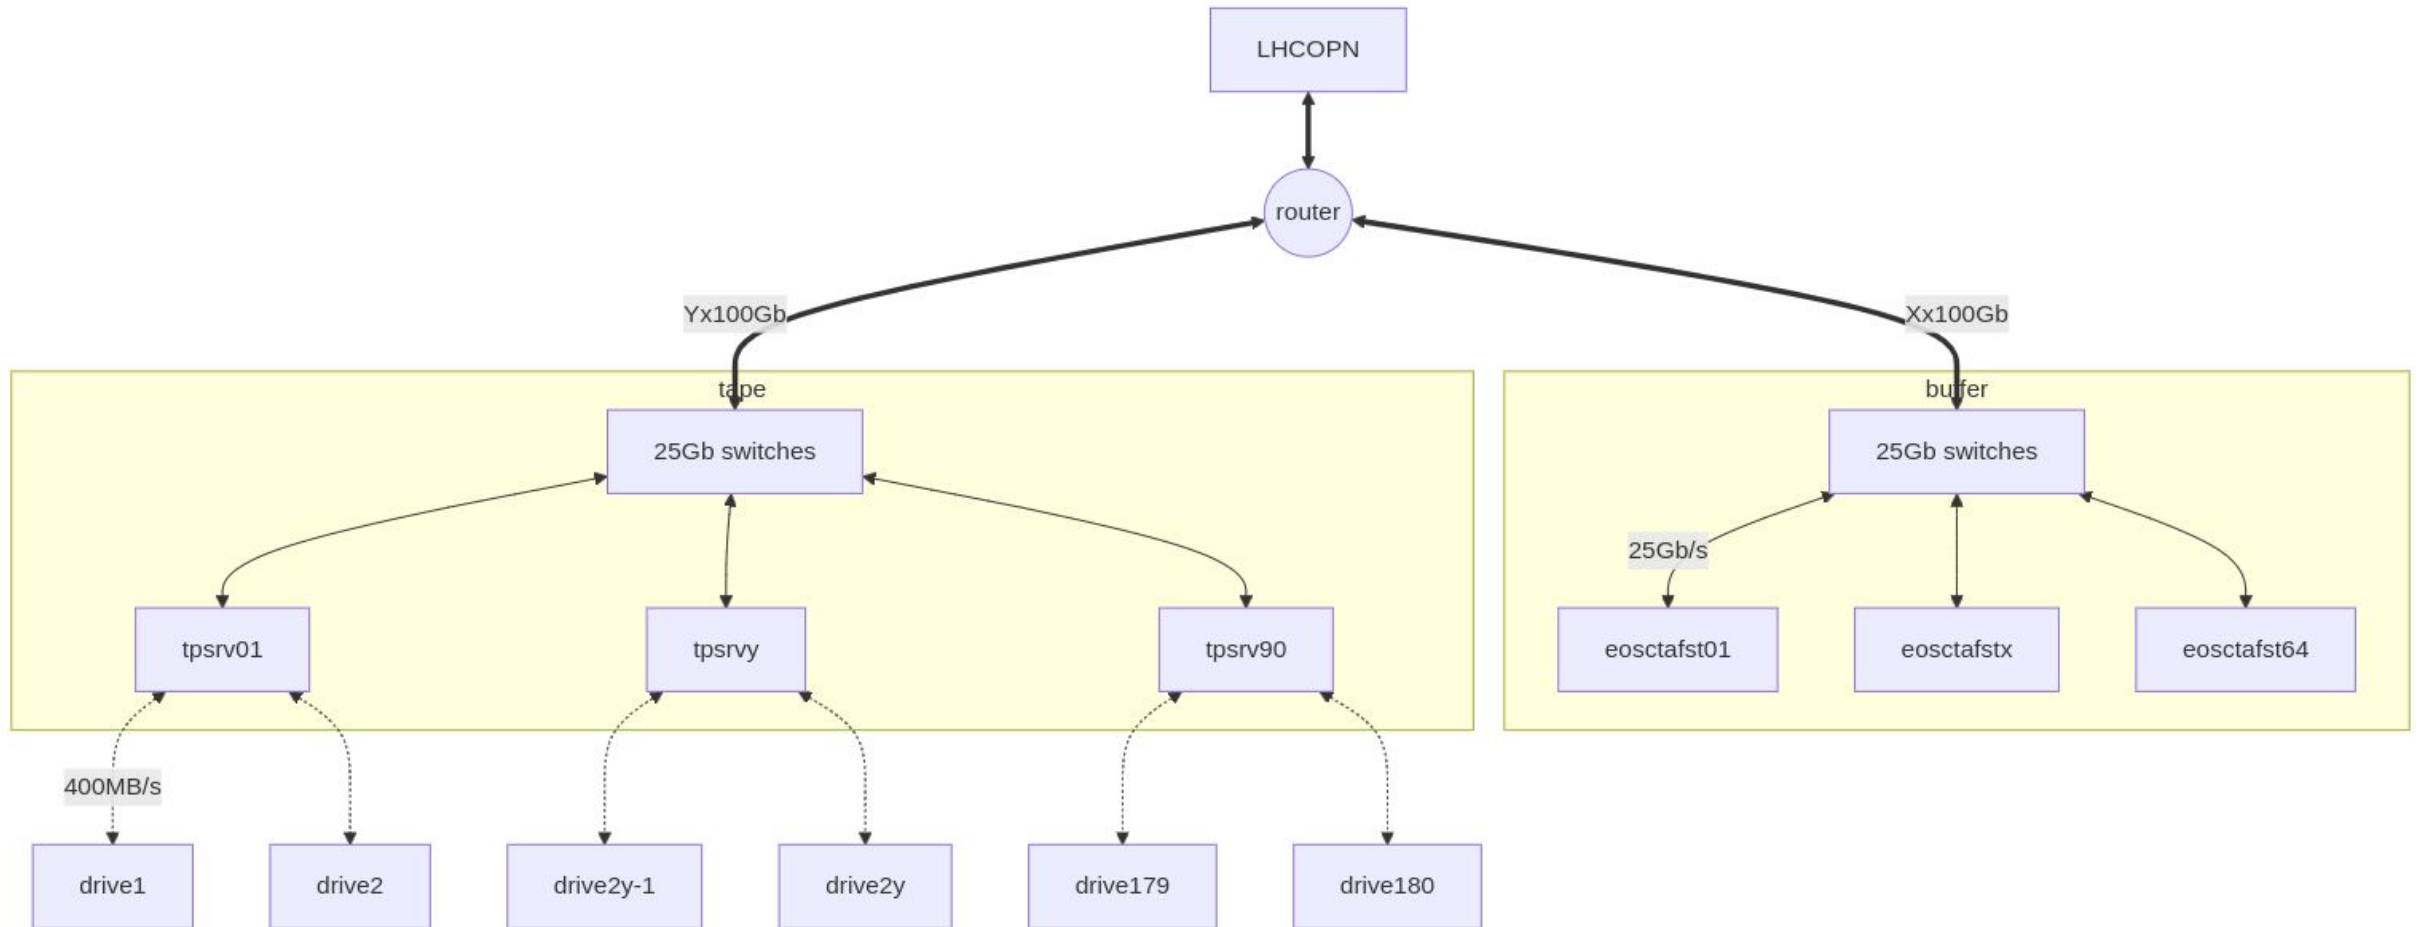 LHCOPN
router
Yx100Gb
Xx100Gb
tape
buffer
25Gb switches
25Gb switches
25Gb/s
tpsrv01
tpsrvy
tpsrv90
eosctafst01
eosctafstx
eosctafst64
400MB/s
drive1
drive2
drive2y-1
drive2y
drive179
drive180